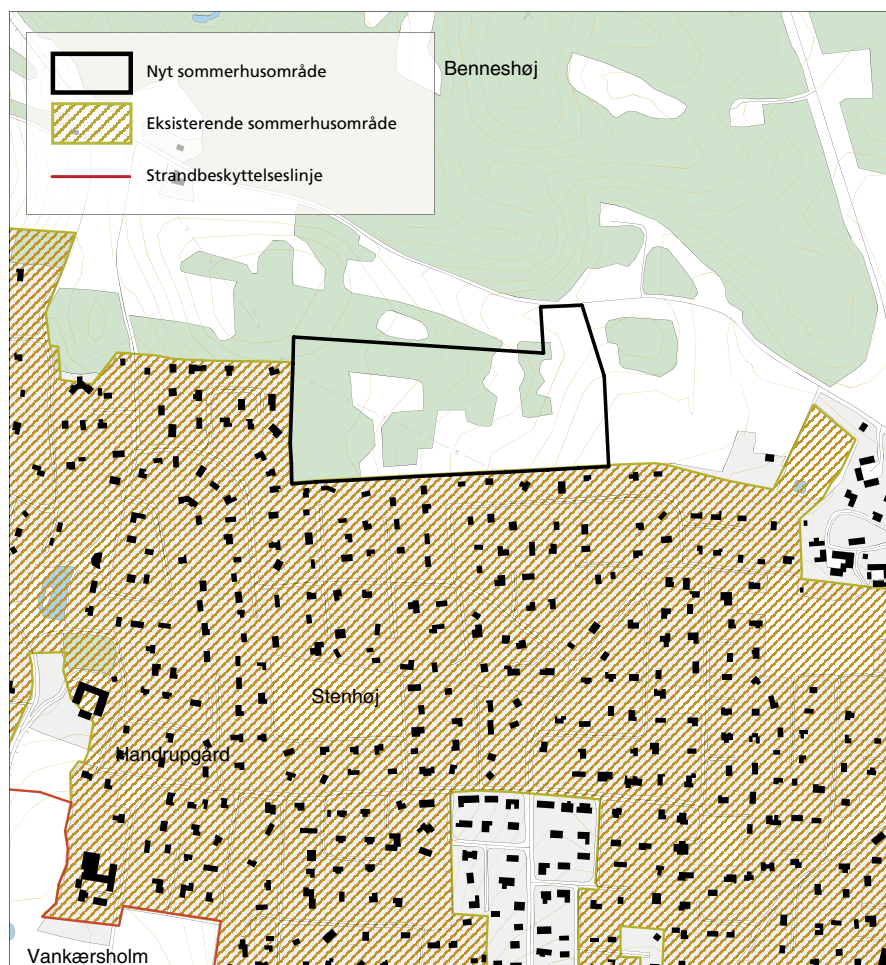 Benneshøj
Nyt sommerhusområde
Eksisterende sommerhusområde
Strandbeskyttelseslinje
Stenhøj
Handrupgård
Vankærsholm